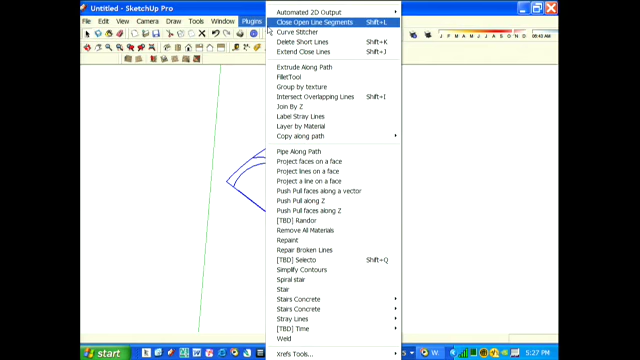 Untitled - SketchUp Pro
File Edit View Camera Draw Tools Window Plugins
Automated 2D Output
Close Open Line Segments Shift+L
Curve Stitcher
Delete Short Lines Shift+K
Extend Close Lines Shift+J
Extrude Along Path
FilletTool
Group by texture
Intersect Overlapping Lines Shift+I
Join By Z
Label Stray Lines
Layer by Material
Copy along path
Pipe Along Path
Project faces on a face
Project lines on a face
Project a line on a face
Push Pull faces along a vector
Push Pull along Z
Push Pull faces along Z
[TBD] Randor
Remove All Materials
Repaint
Repair Broken Lines
[TBD] Selecto Shift+Q
Simplify Contours
Spiral stair
Stair
Stairs Concrete
Stairs Concrete
Stray Lines
[TBD] Time
Weld
Xrefs Tools...
J F M A M J J A S O N D
06:43 AM
start
W...
5:27 PM